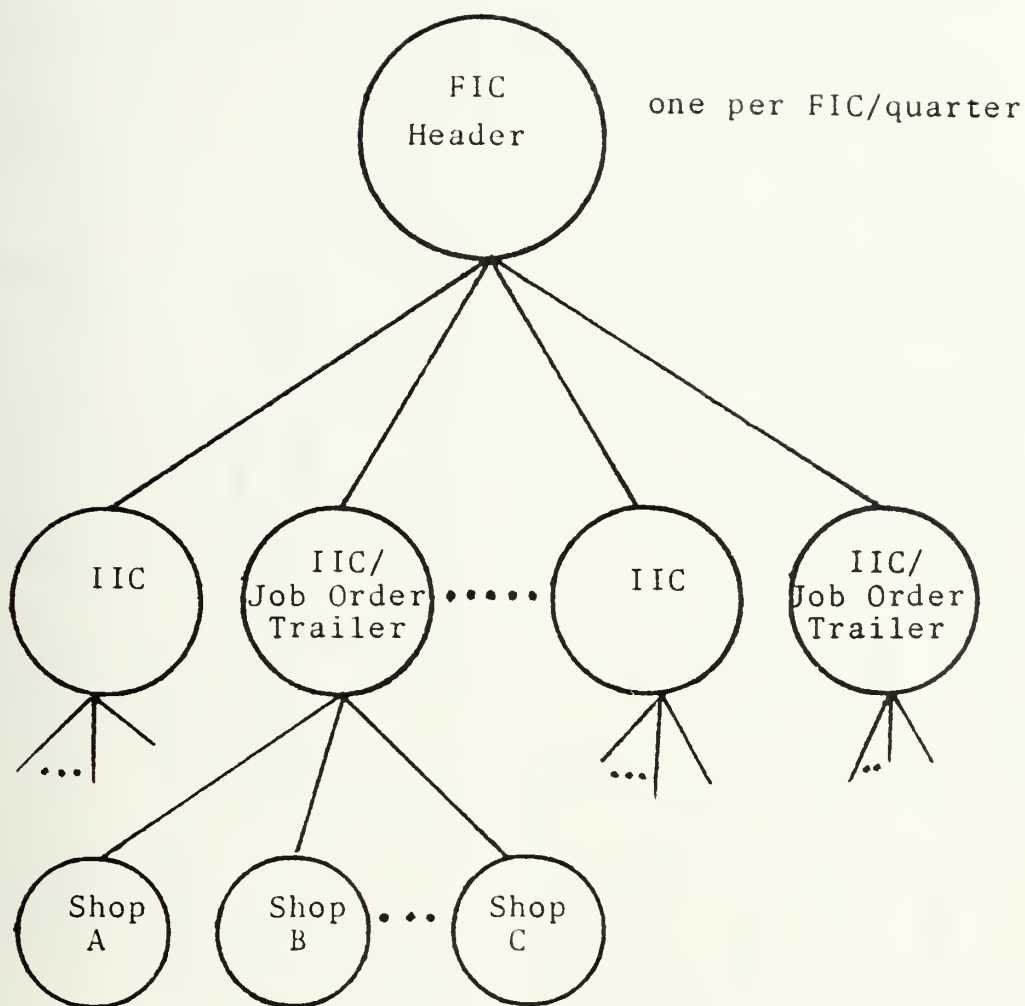 FIC
Header
one per FIC/quarter
IIC
IIC/
Job Order
Trailer
IIC
IIC/
Job Order
Trailer
Shop
A
Shop
B
Shop
C